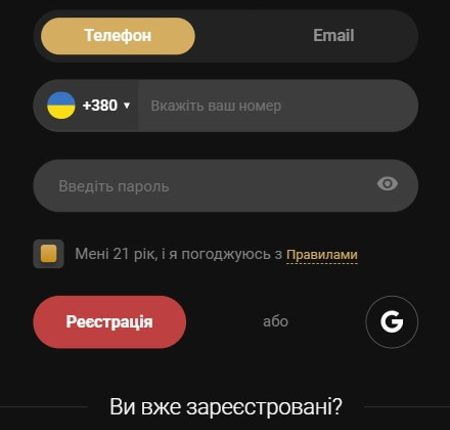 Телефон Email
+380 Вкажіть ваш номер
Введіть пароль
Мені 21 рік, і я погоджуюсь з Правилами
Реєстрація або G
Ви вже зареєстровані?